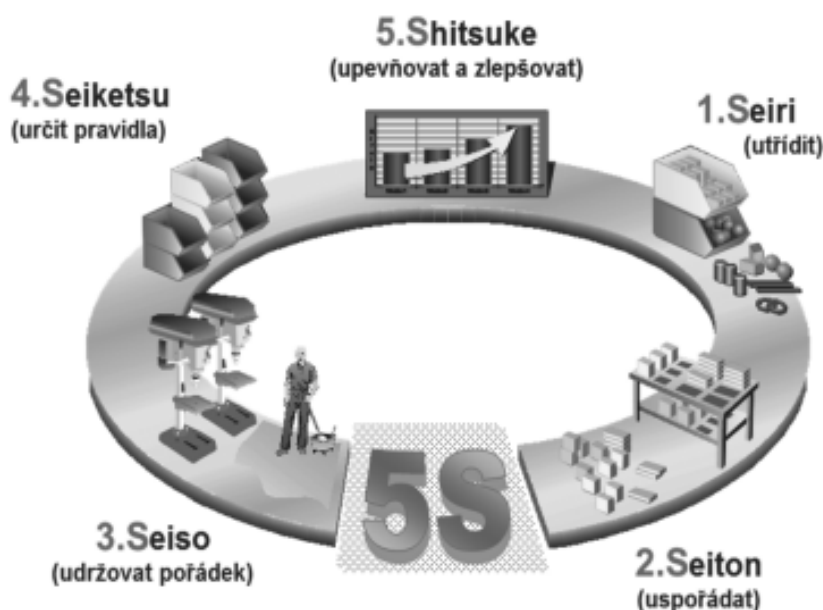 5.Shitsuke
(upevňovat a zlepšovat)
4.Seiketsu
(určit pravidla)
1.Seiri
(utřídit)
5S
3.Seiso
(udržovat pořádek)
2.Seiton
(uspořádat)